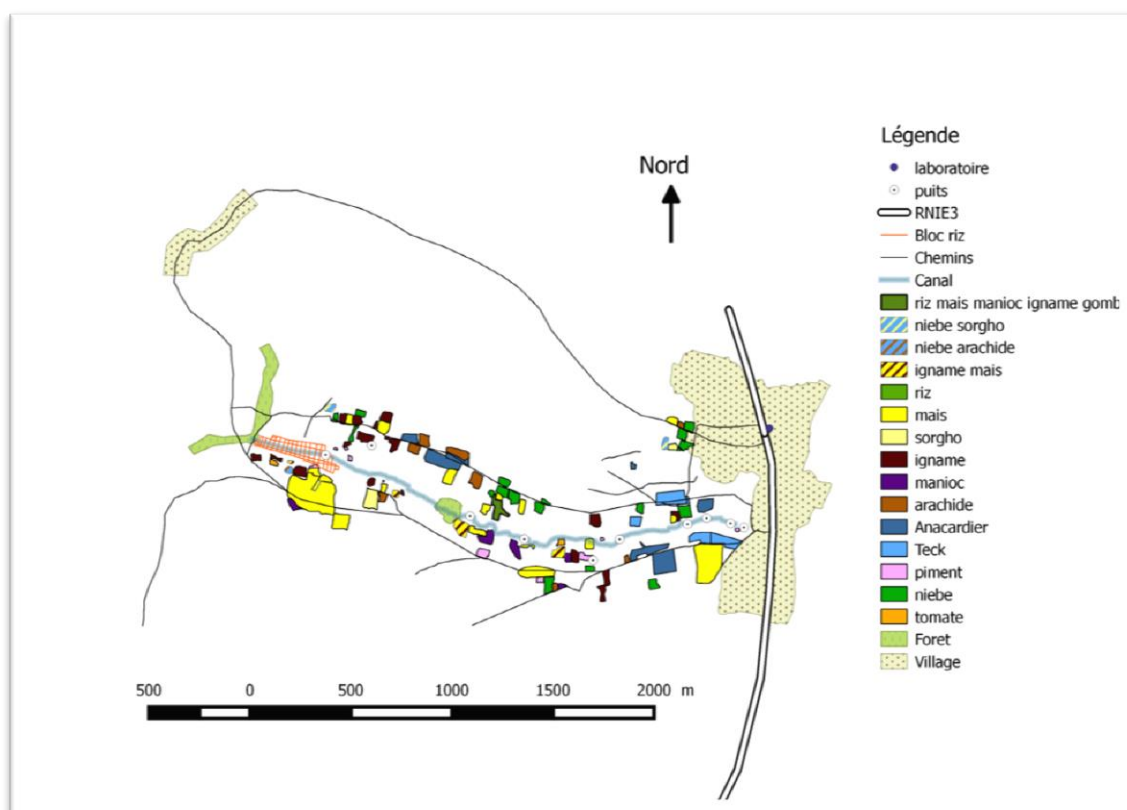 Nord
Légende
laboratoire
puits
RNIE3
Bloc riz
Chemins
Canal
riz mais manioc igname gomb
niebe sorgho
niebe arachide
igname mais
riz
mais
sorgho
igname
manioc
arachide
Anacardier
Teck
piment
niebe
tomate
Foret
Village
500 0 500 1000 1500 2000 m